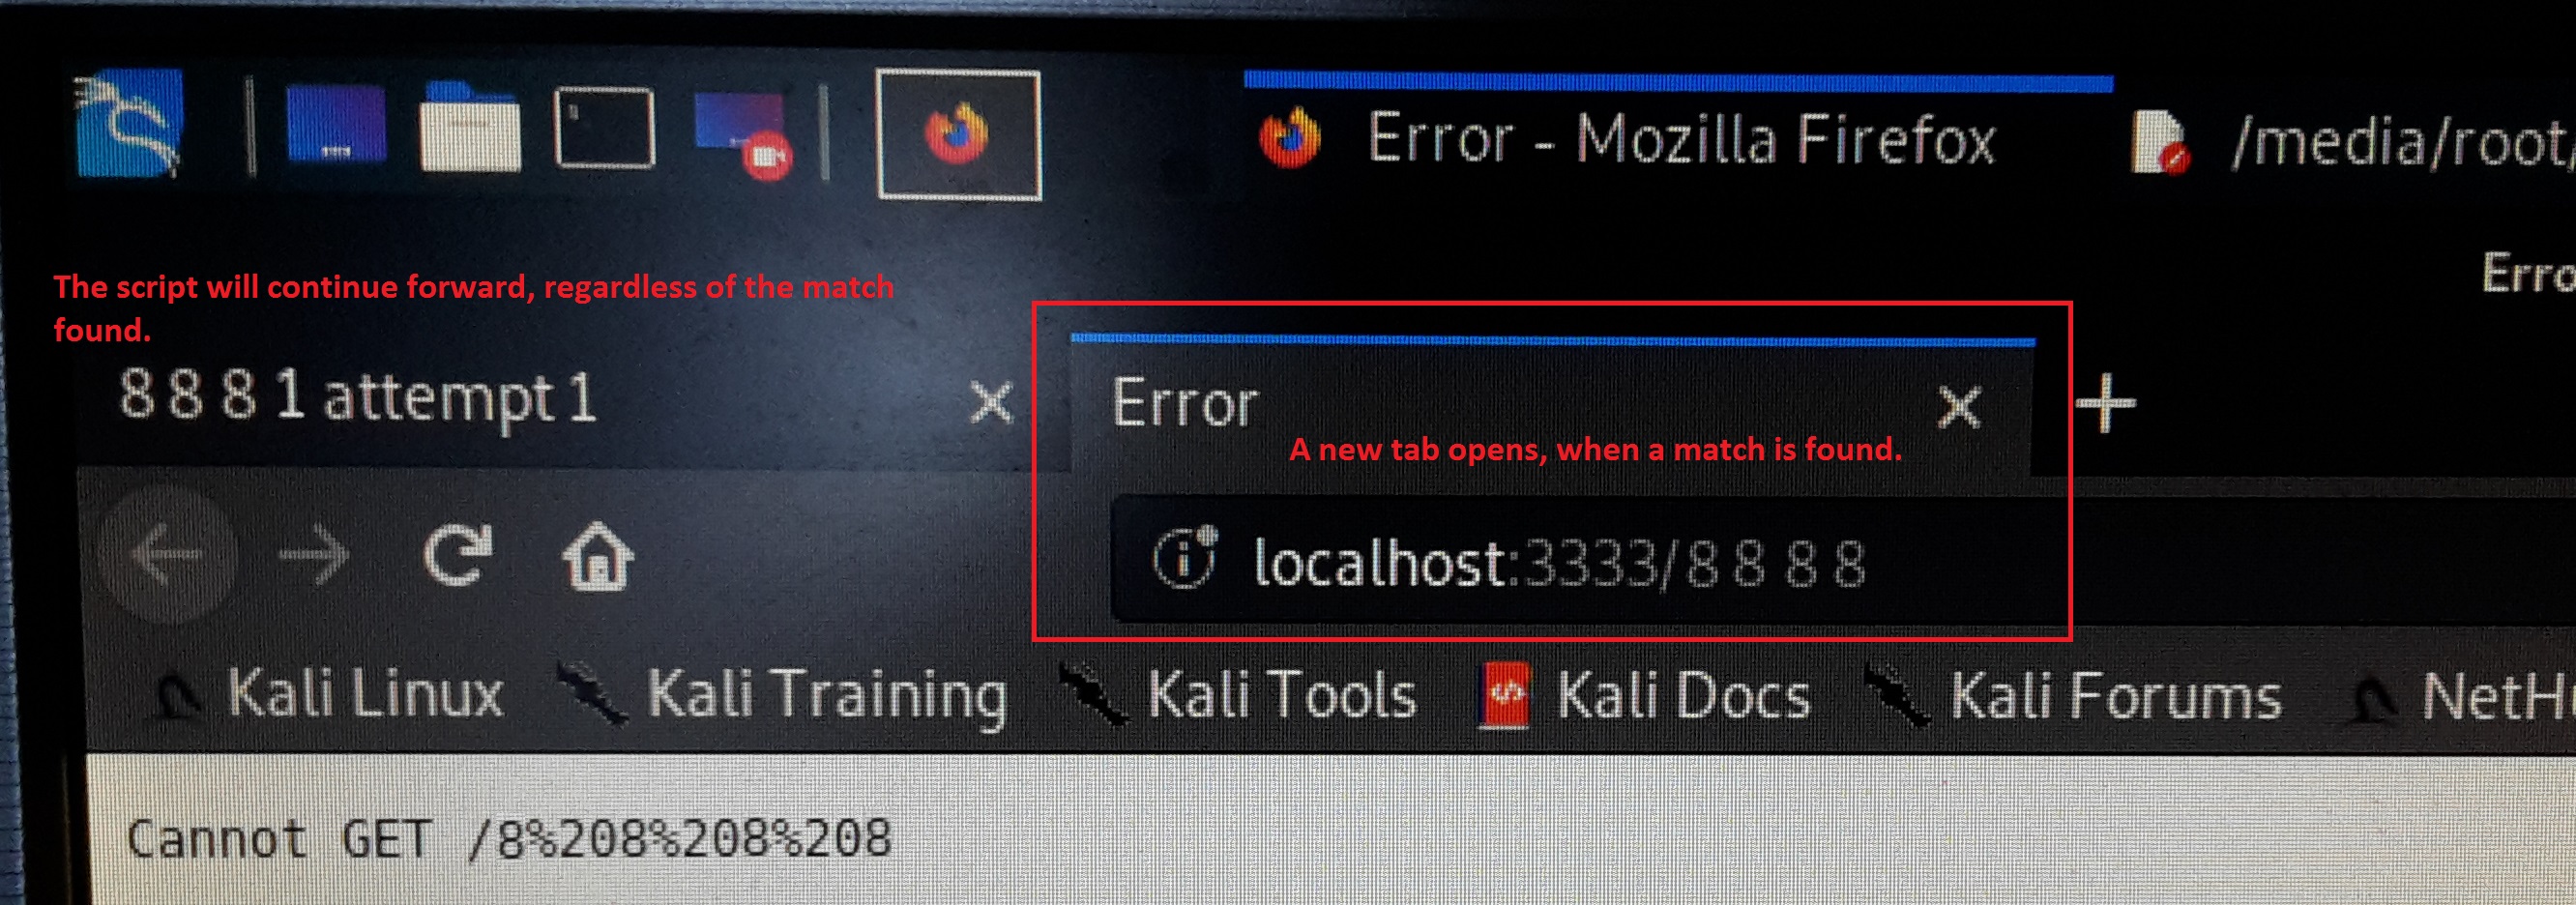 Error - Mozilla Firefox
/media/root/
Erro
The script will continue forward, regardless of the match
found.
8 8 8 1 attempt 1
Error
A new tab opens, when a match is found.
localhost:3333/8 8 8 8
Kali Linux
Kali Training
Kali Tools
Kali Docs
Kali Forums
NetH
Cannot GET /8%208%208%208